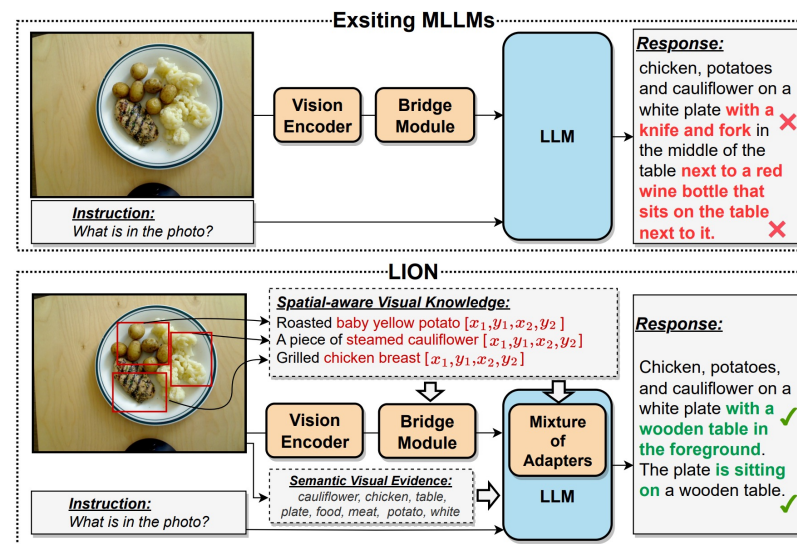 Exsiting MLLMs
Vision
Encoder
Bridge
Module
LLM
Instruction:
What is in the photo?
Response:
chicken, potatoes
and cauliflower on a
white plate with a
knife and fork in
the middle of the
table next to a red
wine bottle that
sits on the table
next to it.
LION
Spatial-aware Visual Knowledge:
Roasted baby yellow potato [x₁,y₁,x₂,y₂]
A piece of steamed cauliflower [x₁,y₁,x₂,y₂]
Grilled chicken breast [x₁,y₁,x₂,y₂]
Vision
Encoder
Bridge
Module
Mixture
of
Adapters
LLM
Semantic Visual Evidence:
cauliflower, chicken, table,
plate, food, meat, potato, white
Instruction:
What is in the photo?
Response:
Chicken, potatoes,
and cauliflower on a
white plate with a
wooden table in
the foreground.
The plate is sitting
on a wooden table.